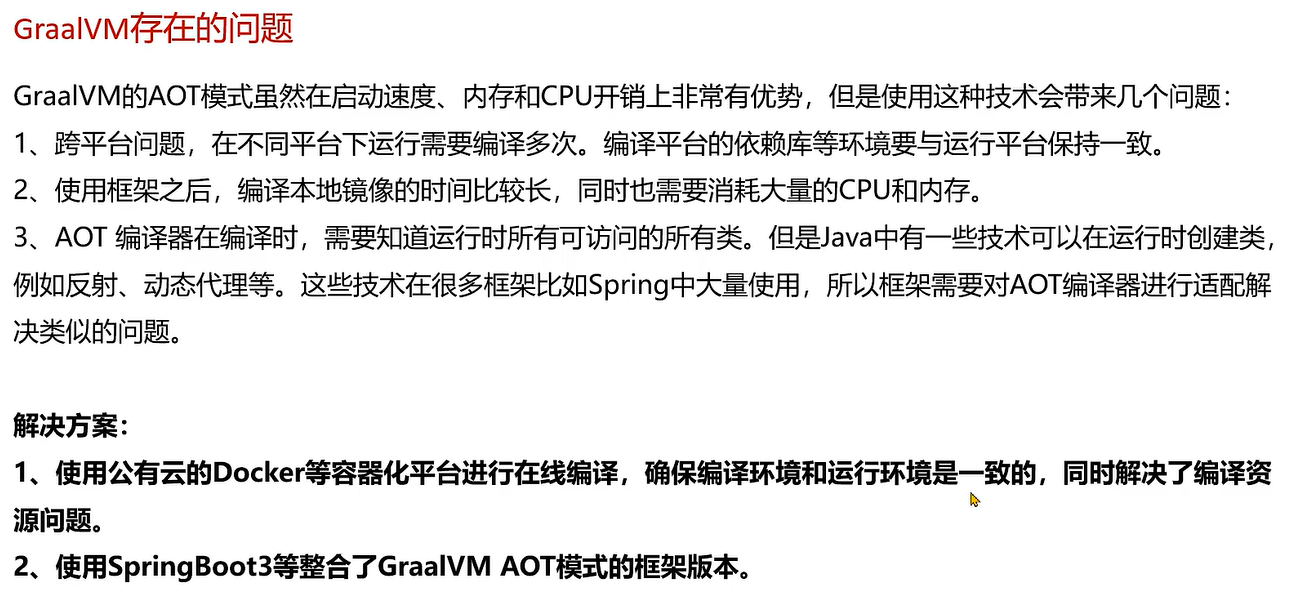 GraalVM存在的问题
GraalVM的AOT模式虽然在启动速度、内存和CPU开销上非常有优势，但是使用这种技术会带来几个问题：
1、跨平台问题，在不同平台下运行需要编译多次。编译平台的依赖库等环境要与运行平台保持一致。
2、使用框架之后，编译本地镜像的时间比较长，同时也需要消耗大量的CPU和内存。
3、AOT 编译器在编译时，需要知道运行时所有可访问的所有类。但是Java中有一些技术可以在运行时创建类，
例如反射、动态代理等。这些技术在很多框架比如Spring中大量使用，所以框架需要对AOT编译器进行适配解
决类似的问题。
解决方案：
1、使用公有云的Docker等容器化平台进行在线编译，确保编译环境和运行环境是一致的，同时解决了编译资
源问题。
2、使用SpringBoot3等整合了GraalVM AOT模式的框架版本。